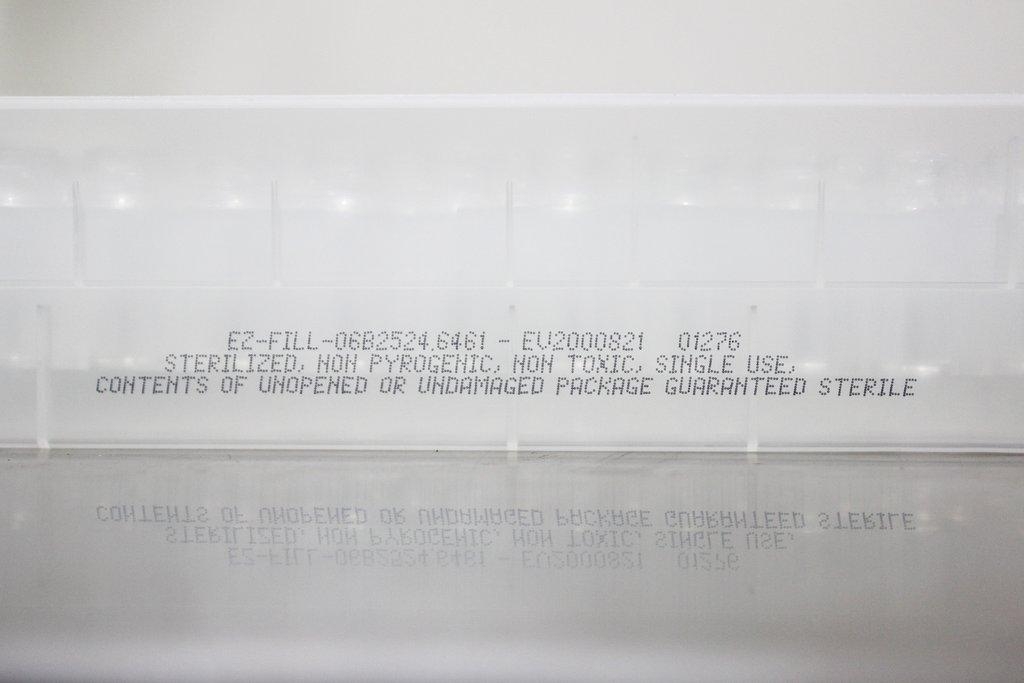 EZ-FILL-06B2524.6461 - EV2000821 01276
STERILIZED, NON PYROGENIC, NON TOXIC, SINGLE USE,
CONTENTS OF UNOPENED OR UNDAMAGED PACKAGE GUARANTEED STERILE